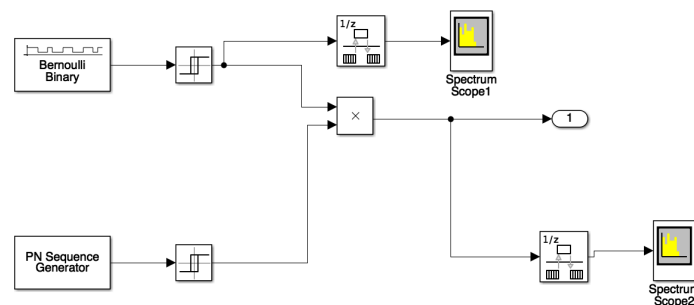 1/z
Bernoulli
Binary
Spectrum
Scope1
×
1
PN Sequence
Generator
1/z
Spectrum
Scope2